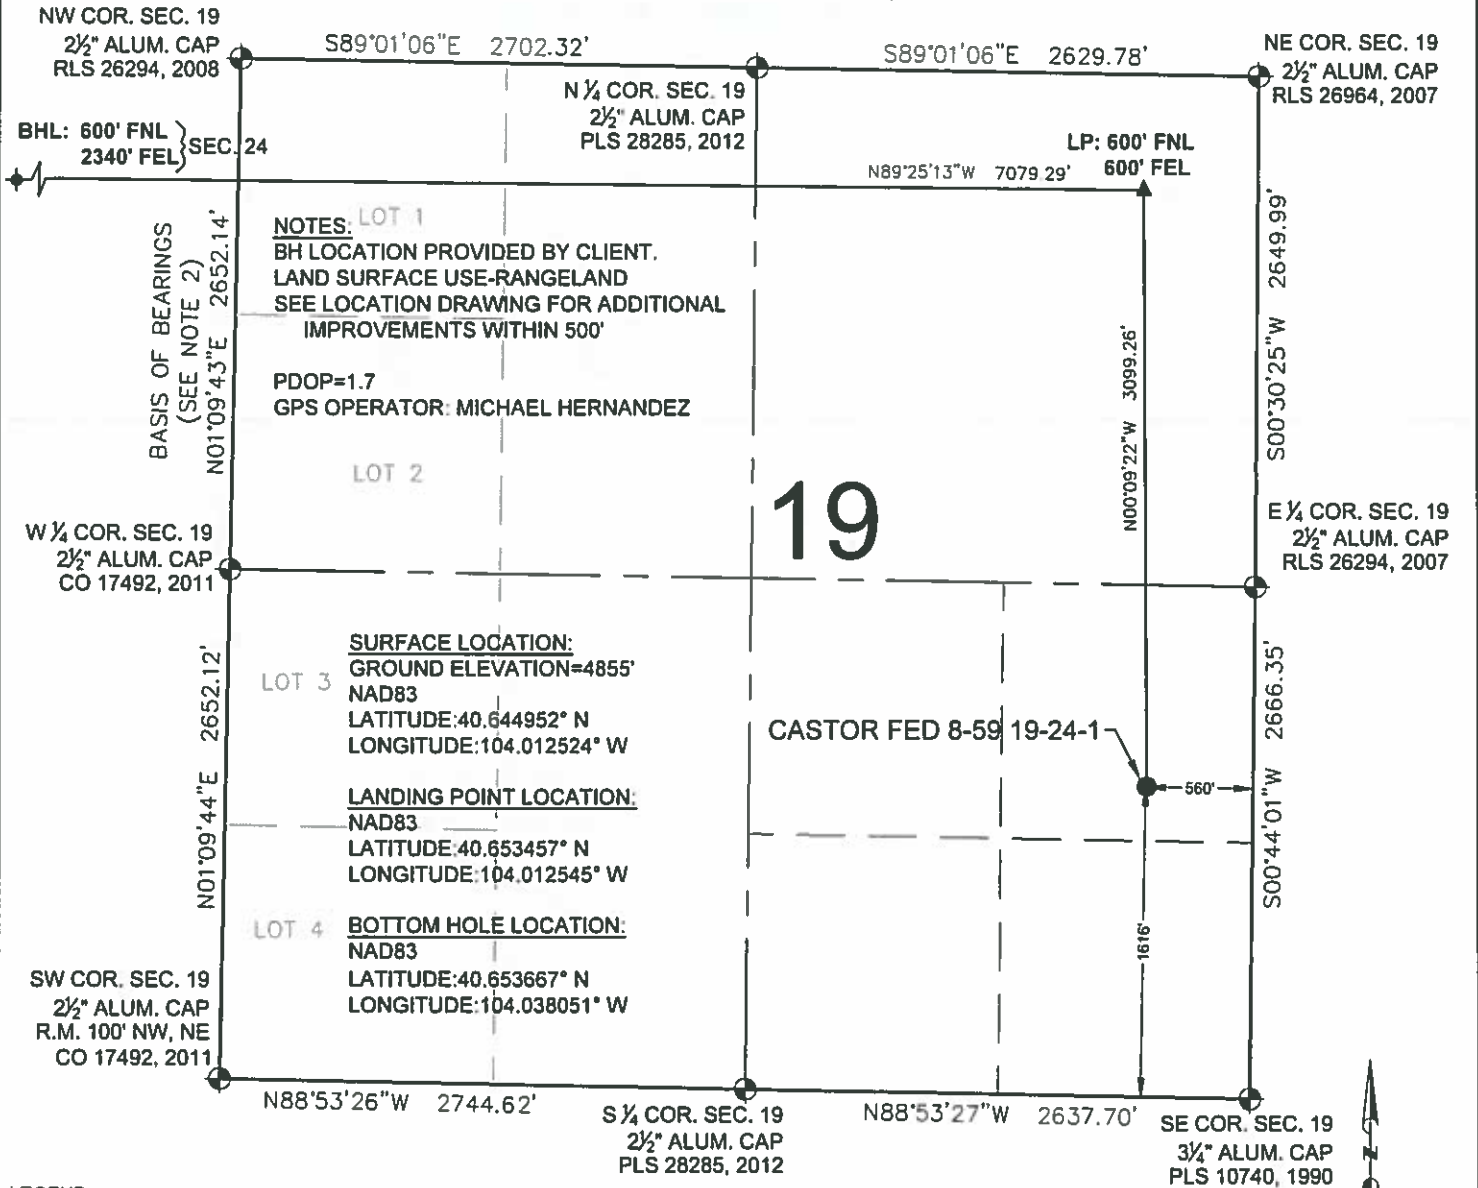 NW COR. SEC. 19
2½" ALUM. CAP
RLS 26294, 2008
S89°01'06"E 2702.32'
S89°01'06"E 2629.78'
NE COR. SEC. 19
2½" ALUM. CAP
RLS 26964, 2007
N ¼ COR. SEC. 19
2½" ALUM. CAP
PLS 28285, 2012
BHL: 600' FNL
2340' FEL
SEC. 24
LP: 600' FNL
600' FEL
N89°25'13"W 7079.29'
LOT 1
NOTES:
BH LOCATION PROVIDED BY CLIENT.
LAND SURFACE USE-RANGELAND
SEE LOCATION DRAWING FOR ADDITIONAL
IMPROVEMENTS WITHIN 500'
PDOP=1.7
GPS OPERATOR: MICHAEL HERNANDEZ
BASIS OF BEARINGS
(SEE NOTE 2)
N01°09'43"E 2652.14'
N00°09'22"W 3099.26'
S00°30'25"W 2649.99'
LOT 2
19
W ¼ COR. SEC. 19
2½" ALUM. CAP
CO 17492, 2011
E ¼ COR. SEC. 19
2½" ALUM. CAP
RLS 26294, 2007
LOT 3
SURFACE LOCATION:
GROUND ELEVATION=4855'
NAD83
LATITUDE:40.644952° N
LONGITUDE:104.012524° W
CASTOR FED 8-59 19-24-1
560'
N01°09'44"E 2652.12'
S00°44'01"W 2666.35'
LANDING POINT LOCATION:
NAD83
LATITUDE:40.653457° N
LONGITUDE:104.012545° W
1616'
LOT 4
BOTTOM HOLE LOCATION:
NAD83
LATITUDE:40.653667° N
LONGITUDE:104.038051° W
SW COR. SEC. 19
2½" ALUM. CAP
R.M. 100' NW, NE
CO 17492, 2011
N88°53'26"W 2744.62'
S ¼ COR. SEC. 19
2½" ALUM. CAP
PLS 28285, 2012
N88°53'27"W 2637.70'
SE COR. SEC. 19
3¼" ALUM. CAP
PLS 10740, 1990
N